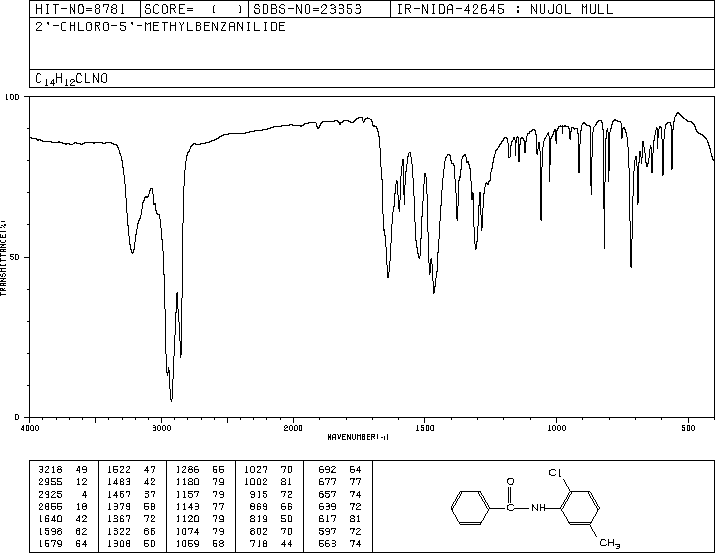 HIT-NO=8781 SCORE= ( ) SDBS-NO=23353 IR-NIDA-42645 : NUJOL MULL
2'-CHLORO-5'-METHYLBENZANILIDE
C14H12CLNO
100
50
0
TRANSMITTANCE(%)
4000 3000 2000 1500 1000 500
WAVENUMBER(-1)
3218 49 1522 47 1286 55 1027 70 692 64
2955 12 1483 42 1180 79 1002 81 677 77
2925 4 1467 37 1157 79 915 72 657 74
2855 18 1379 58 1143 77 869 66 639 72
1640 42 1367 72 1120 79 819 50 617 81
1598 62 1322 66 1074 79 802 70 597 72
1579 64 1308 50 1059 58 718 44 563 74
Cl
O
C
NH
CH3